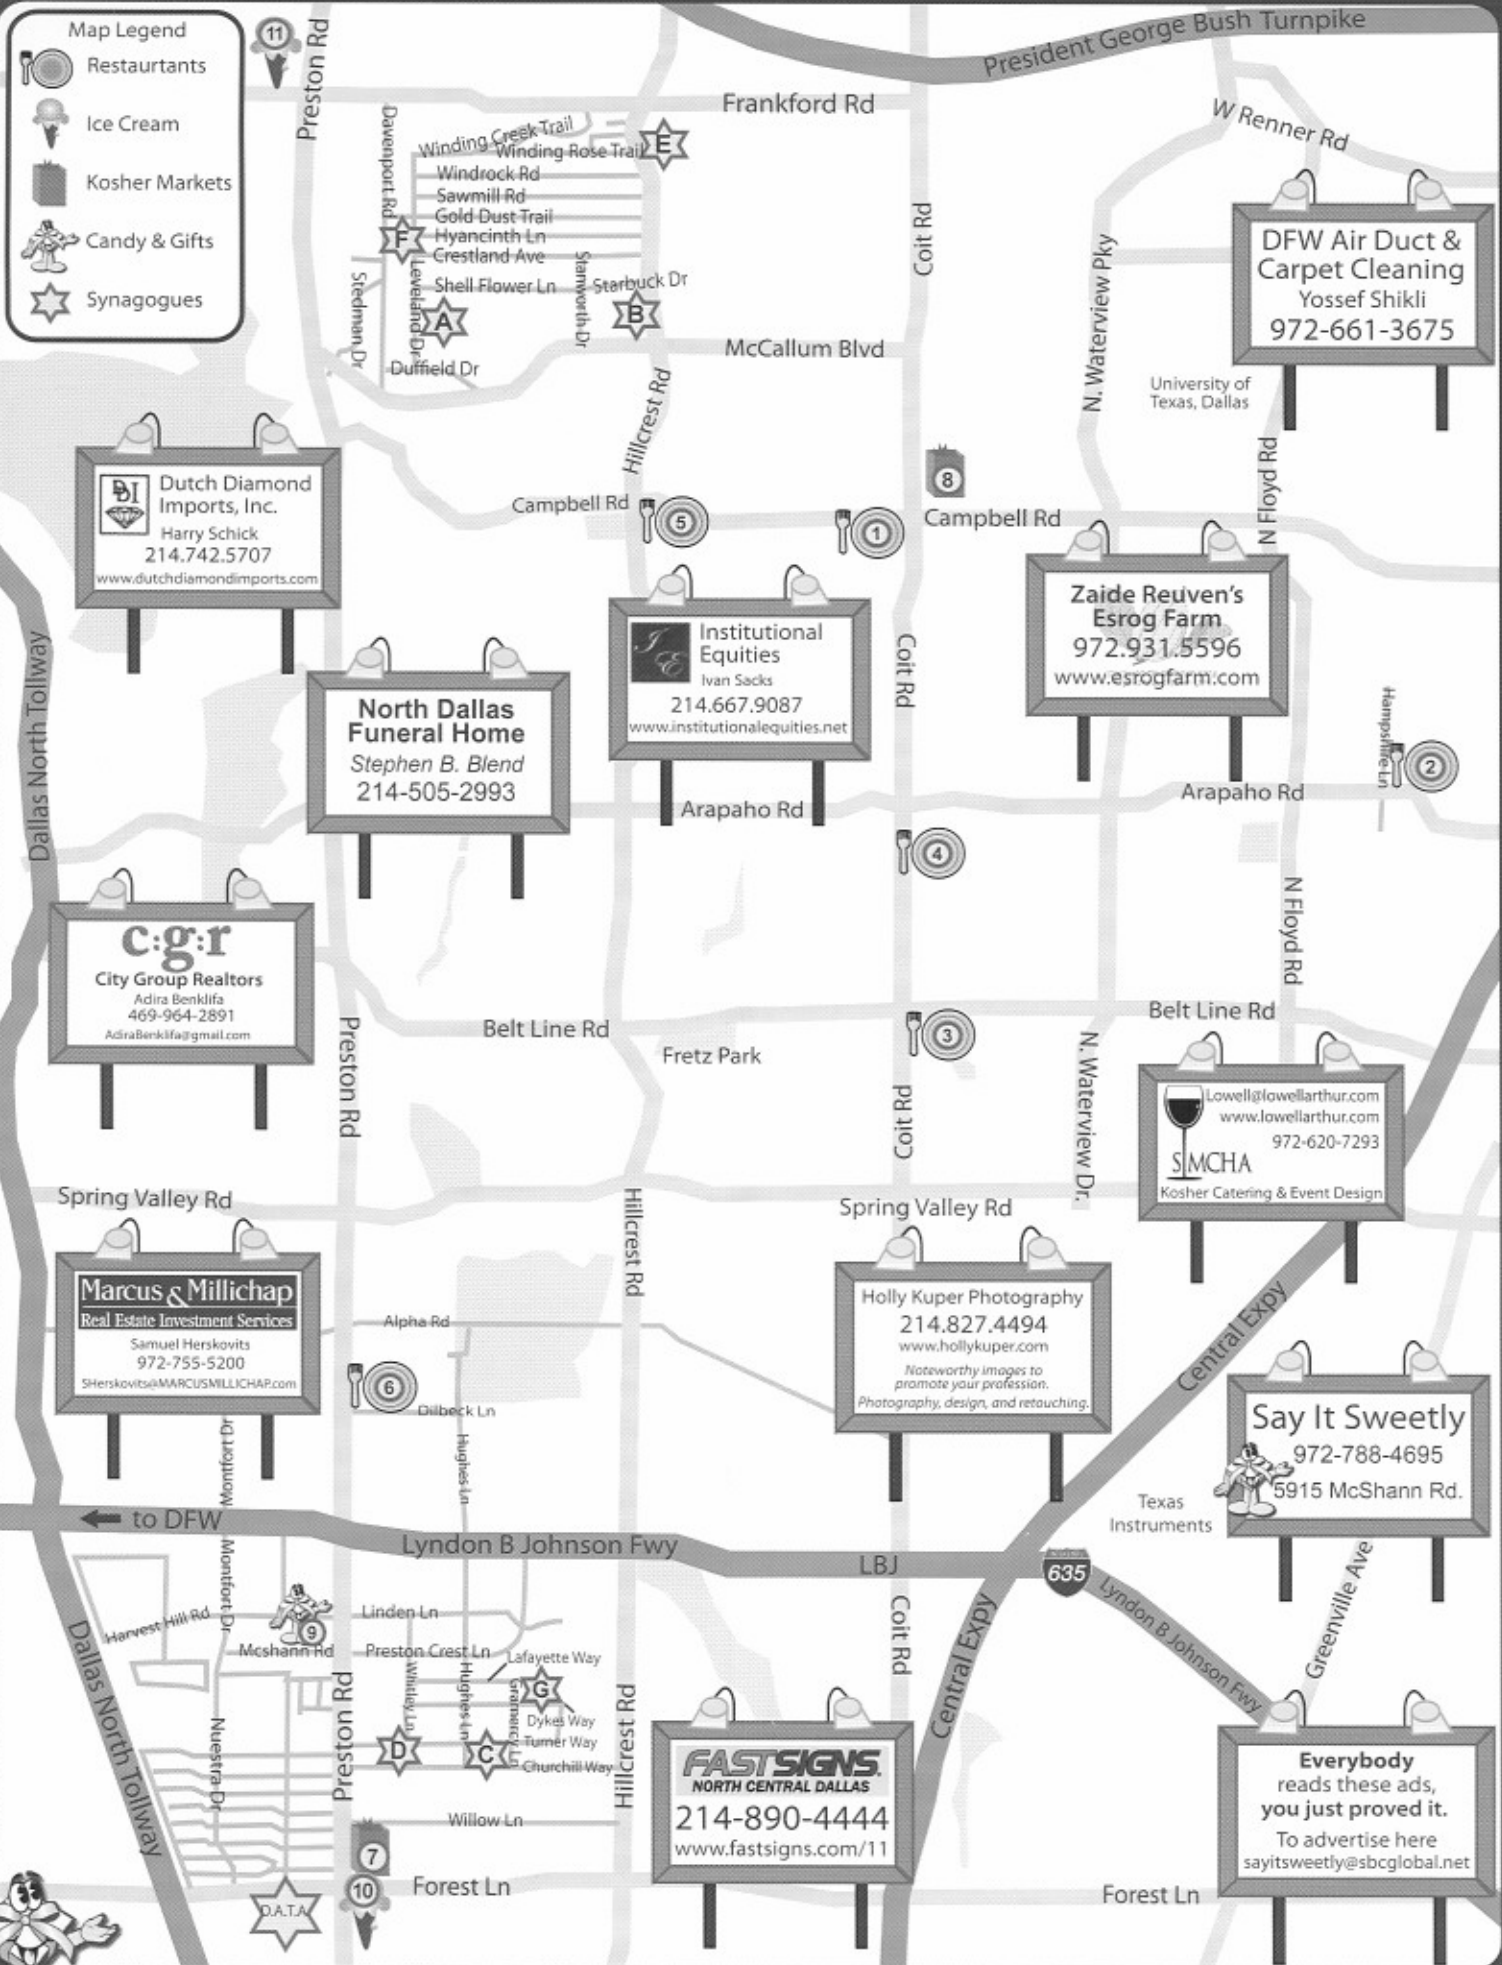 Map Legend
Restaurtants
Ice Cream
Kosher Markets
Candy & Gifts
Synagogues
11
Preston Rd
President George Bush Turnpike
Frankford Rd
W Renner Rd
Davenport Rd
Winding Creek Trail
Winding Rose Trail
E
Windrock Rd
Sawmill Rd
Gold Dust Trail
F
Hyancinth Ln
Crestland Ave
Coit Rd
N. Waterview Pky
Stedman Dr
Leveland Dr
Shell Flower Ln
Stanworth Dr
Starbuck Dr
A
B
McCallum Blvd
Duffield Dr
Hillcrest Rd
DFW Air Duct &
Carpet Cleaning
Yossef Shikli
972-661-3675
University of
Texas, Dallas
N Floyd Rd
DDI
Dutch Diamond
Imports, Inc.
Harry Schick
214.742.5707
www.dutchdiamondimports.com
8
Campbell Rd
5
1
Campbell Rd
Dallas North Tollway
North Dallas
Funeral Home
Stephen B. Blend
214-505-2993
IE
Institutional
Equities
Ivan Sacks
214.667.9087
www.institutionalequities.net
Coit Rd
Zaide Reuven's
Esrog Farm
972.931.5596
www.esrogfarm.com
Hampshire Ln
2
Arapaho Rd
Arapaho Rd
4
c:g:r
City Group Realtors
Adira Benklifa
469-964-2891
AdiraBenklifa@gmail.com
N Floyd Rd
Preston Rd
Belt Line Rd
Fretz Park
3
Belt Line Rd
Coit Rd
N. Waterview Dr.
Lowell@lowellarthur.com
www.lowellarthur.com
972-620-7293
SIMCHA
Kosher Catering & Event Design
Spring Valley Rd
Hillcrest Rd
Spring Valley Rd
Marcus & Millichap
Real Estate Investment Services
Samuel Herskovits
972-755-5200
SHerskovits@MARCUSMILLICHAP.com
Alpha Rd
6
Dilbeck Ln
Hughes Ln
Holly Kuper Photography
214.827.4494
www.hollykuper.com
Noteworthy images to
promote your profession.
Photography, design, and retouching.
Central Expy
Say It Sweetly
972-788-4695
5915 McShann Rd.
Texas
Instruments
Montfort Dr
to DFW
Lyndon B Johnson Fwy
LBJ
635
Lyndon B Johnson Fwy
Greenville Ave
Montfort Dr
Harvest Hill Rd
9
Linden Ln
Mcshann Rd
Preston Crest Ln
Lafayette Way
Coit Rd
Central Expy
Dallas North Tollway
Preston Rd
Whitley Ln
Hughes Ln
Gramercy Ln
G
Dykes Way
Turner Way
Churchill Way
D
C
Hillcrest Rd
Nuestra Dr
Willow Ln
7
10
Forest Ln
D.A.T.A.
FASTSIGNS.
NORTH CENTRAL DALLAS
214-890-4444
www.fastsigns.com/11
Forest Ln
Everybody
reads these ads,
you just proved it.
To advertise here
sayitsweetly@sbcglobal.net